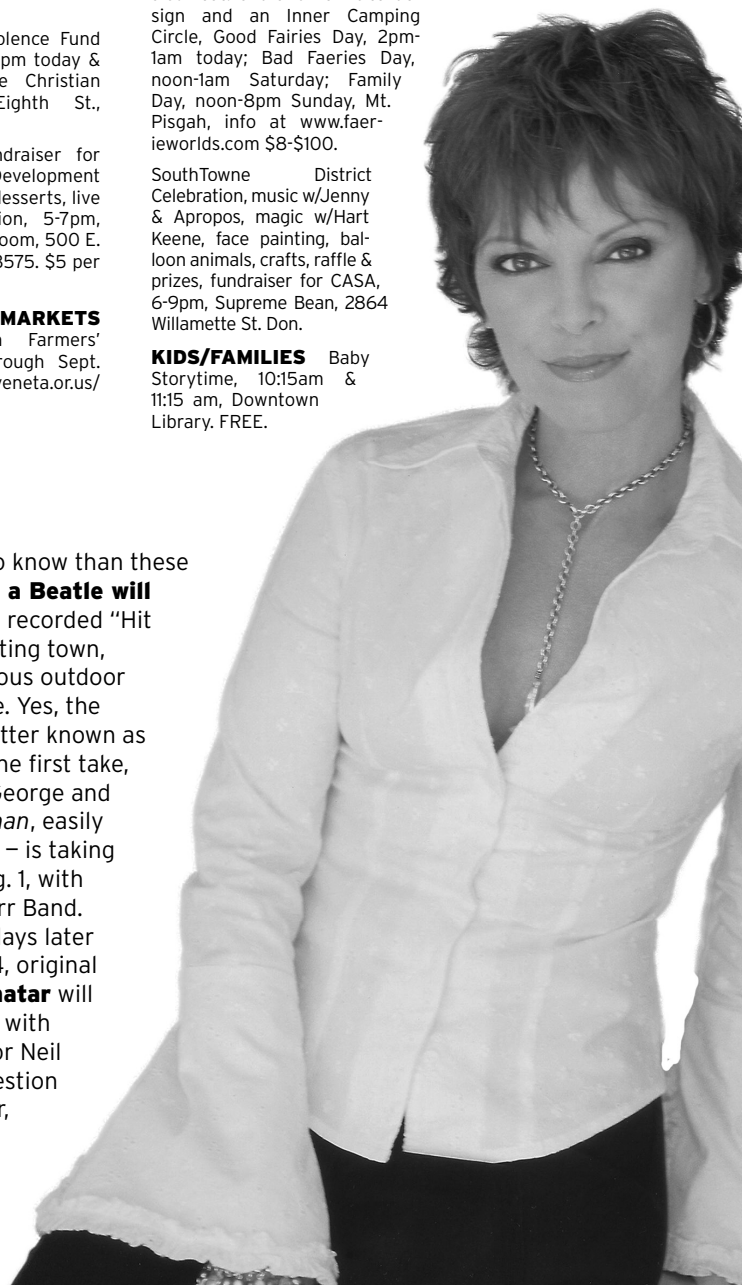 olence Fund
pm today &
e Christian
Eighth St.,
ndraiser for
Development
desserts, live
ion, 5-7pm,
oom, 500 E.
3575. $5 per
MARKETS
n Farmers'
rough Sept.
veneta.or.us/
sign and an Inner Camping
Circle, Good Fairies Day, 2pm-
1am today; Bad Faeries Day,
noon-1am Saturday; Family
Day, noon-8pm Sunday, Mt.
Pisgah, info at www.faer-
ieworlds.com $8-$100.
SouthTowne District
Celebration, music w/Jenny
& Apropos, magic w/Hart
Keene, face painting, bal-
loon animals, crafts, raffle &
prizes, fundraiser for CASA,
6-9pm, Supreme Bean, 2864
Willamette St. Don.
KIDS/FAMILIES Baby
Storytime, 10:15am &
11:15 am, Downtown
Library. FREE.
o know than these
a Beatle will
recorded “Hit
ting town,
ous outdoor
e. Yes, the
tter known as
ne first take,
George and
man, easily
– is taking
g. 1, with
rr Band.
days later
4, original
natar will
with
or Neil
estion
r,